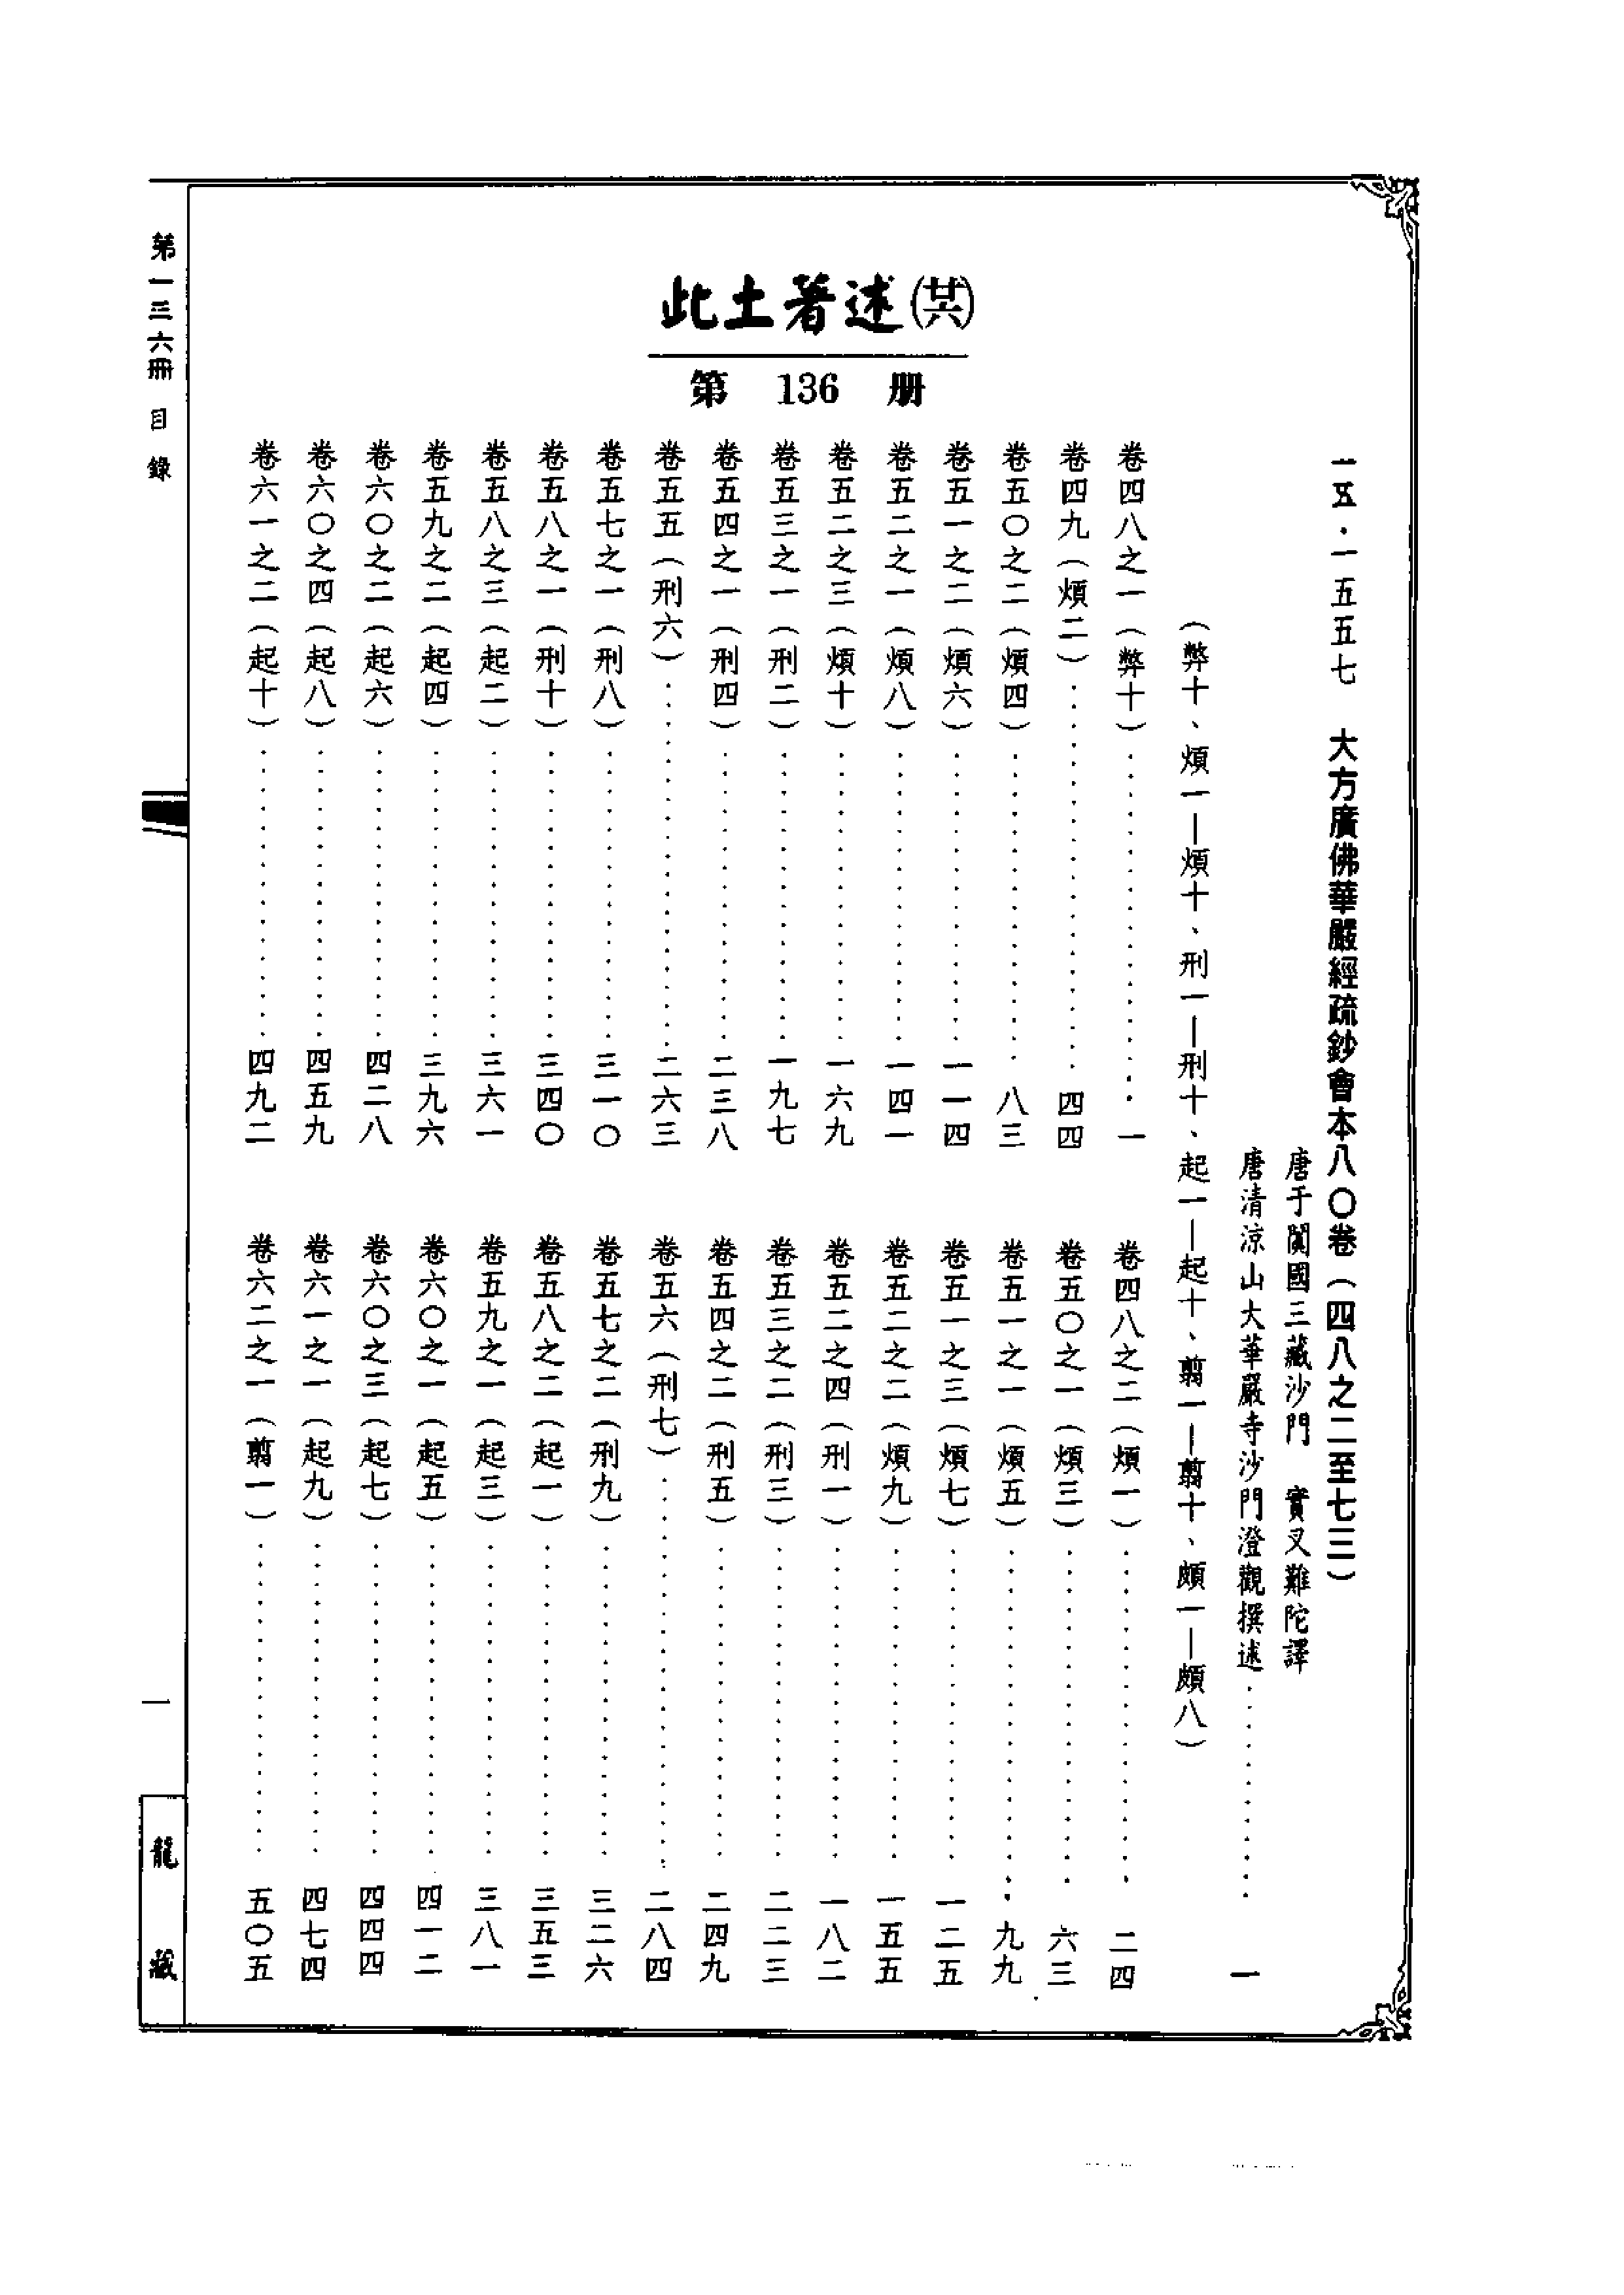 此土著述㈩
第 136 册
一五·一五五七 大方廣佛華嚴經疏鈔會本八〇卷(四八之二至七三)
唐于闐國三藏沙門 實叉難陀譯
唐清涼山大華嚴寺沙門澄觀撰述⋯⋯⋯⋯一
(弊十、煩一—煩十、刑一—刑十、起一—起十、翦一—翦十、頗一—頗八)
卷四八之一(弊十)⋯⋯⋯⋯一
卷四八之二(煩一)⋯⋯⋯⋯二四
卷四九(煩二)⋯⋯⋯⋯四四
卷五〇之一(煩三)⋯⋯⋯⋯六三
卷五〇之二(煩四)⋯⋯⋯⋯八三
卷五一之一(煩五)⋯⋯⋯⋯九九
卷五一之二(煩六)⋯⋯⋯⋯一一四
卷五一之三(煩七)⋯⋯⋯⋯一二五
卷五二之一(煩八)⋯⋯⋯⋯一四一
卷五二之二(煩九)⋯⋯⋯⋯一五五
卷五二之三(煩十)⋯⋯⋯⋯一六九
卷五二之四(刑一)⋯⋯⋯⋯一八二
卷五三之一(刑二)⋯⋯⋯⋯一九七
卷五三之二(刑三)⋯⋯⋯⋯二二三
卷五四之一(刑四)⋯⋯⋯⋯二三八
卷五四之二(刑五)⋯⋯⋯⋯二四九
卷五五(刑六)⋯⋯⋯⋯二六三
卷五六(刑七)⋯⋯⋯⋯二八四
卷五七之一(刑八)⋯⋯⋯⋯三一〇
卷五七之二(刑九)⋯⋯⋯⋯三二六
卷五八之一(刑十)⋯⋯⋯⋯三四〇
卷五八之二(起一)⋯⋯⋯⋯三五三
卷五八之三(起二)⋯⋯⋯⋯三六一
卷五九之一(起三)⋯⋯⋯⋯三八一
卷五九之二(起四)⋯⋯⋯⋯三九六
卷六〇之一(起五)⋯⋯⋯⋯四一二
卷六〇之二(起六)⋯⋯⋯⋯四二八
卷六〇之三(起七)⋯⋯⋯⋯四四四
卷六〇之四(起八)⋯⋯⋯⋯四五九
卷六一之一(起九)⋯⋯⋯⋯四七四
卷六一之二(起十)⋯⋯⋯⋯四九二
卷六二之一(翦一)⋯⋯⋯⋯五〇五
第一三六冊 目錄
一
龍藏